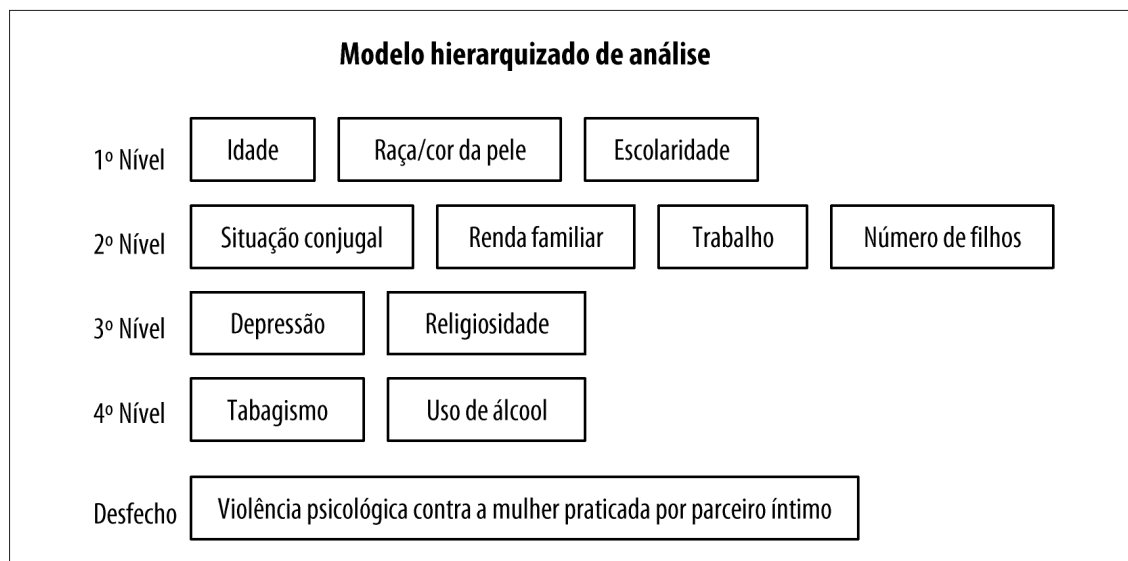 Modelo hierarquizado de análise
1º Nível Idade Raça/cor da pele Escolaridade
2º Nível Situação conjugal Renda familiar Trabalho Número de filhos
3º Nível Depressão Religiosidade
4º Nível Tabagismo Uso de álcool
Desfecho Violência psicológica contra a mulher praticada por parceiro íntimo